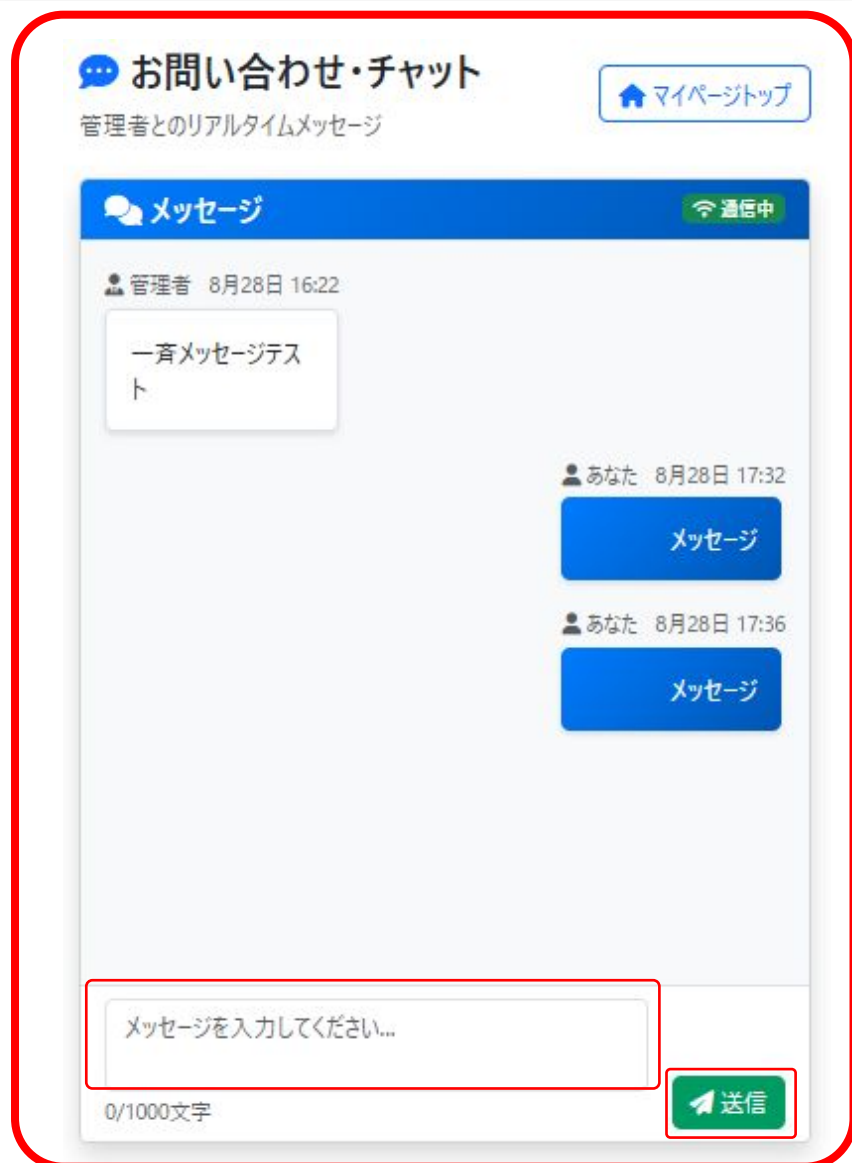 お問い合わせ・チャット
マイページトップ
管理者とのリアルタイムメッセージ
メッセージ
通信中
管理者 8月28日 16:22
一斉メッセージテス
ト
あなた 8月28日 17:32
メッセージ
あなた 8月28日 17:36
メッセージ
メッセージを入力してください...
0/1000文字
送信